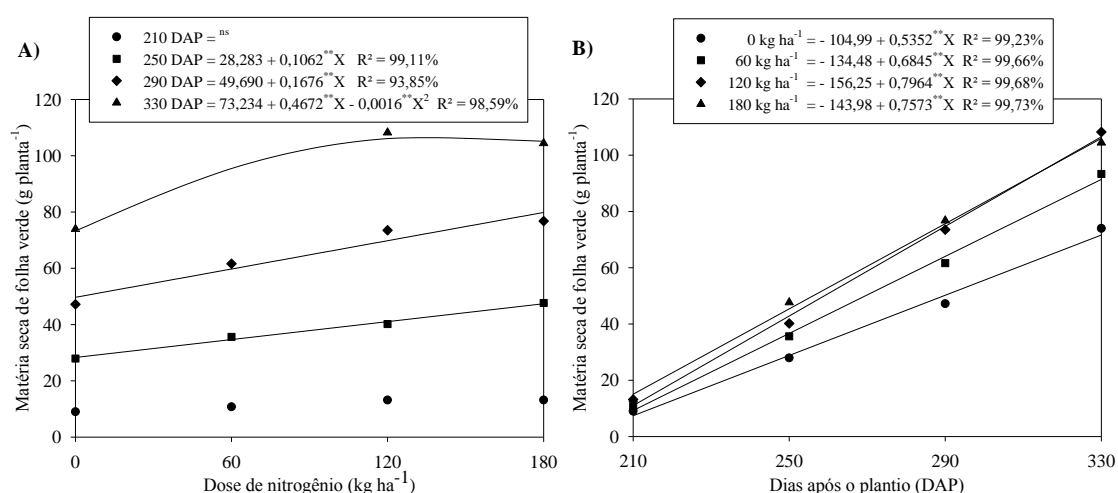 A)
210 DAP = ns
250 DAP = 28,283 + 0,1062**X R² = 99,11%
290 DAP = 49,690 + 0,1676**X R² = 93,85%
330 DAP = 73,234 + 0,4672**X - 0,0016**X² R² = 98,59%
Matéria seca de folha verde (g planta-1)
120
100
80
60
40
20
0
0 60 120 180
Dose de nitrogênio (kg ha-1)
B)
0 kg ha-1 = - 104,99 + 0,5352**X R² = 99,23%
60 kg ha-1 = - 134,48 + 0,6845**X R² = 99,66%
120 kg ha-1 = - 156,25 + 0,7964**X R² = 99,68%
180 kg ha-1 = - 143,98 + 0,7573**X R² = 99,73%
Matéria seca de folha verde (g planta-1)
120
100
80
60
40
20
0
210 250 290 330
Dias após o plantio (DAP)